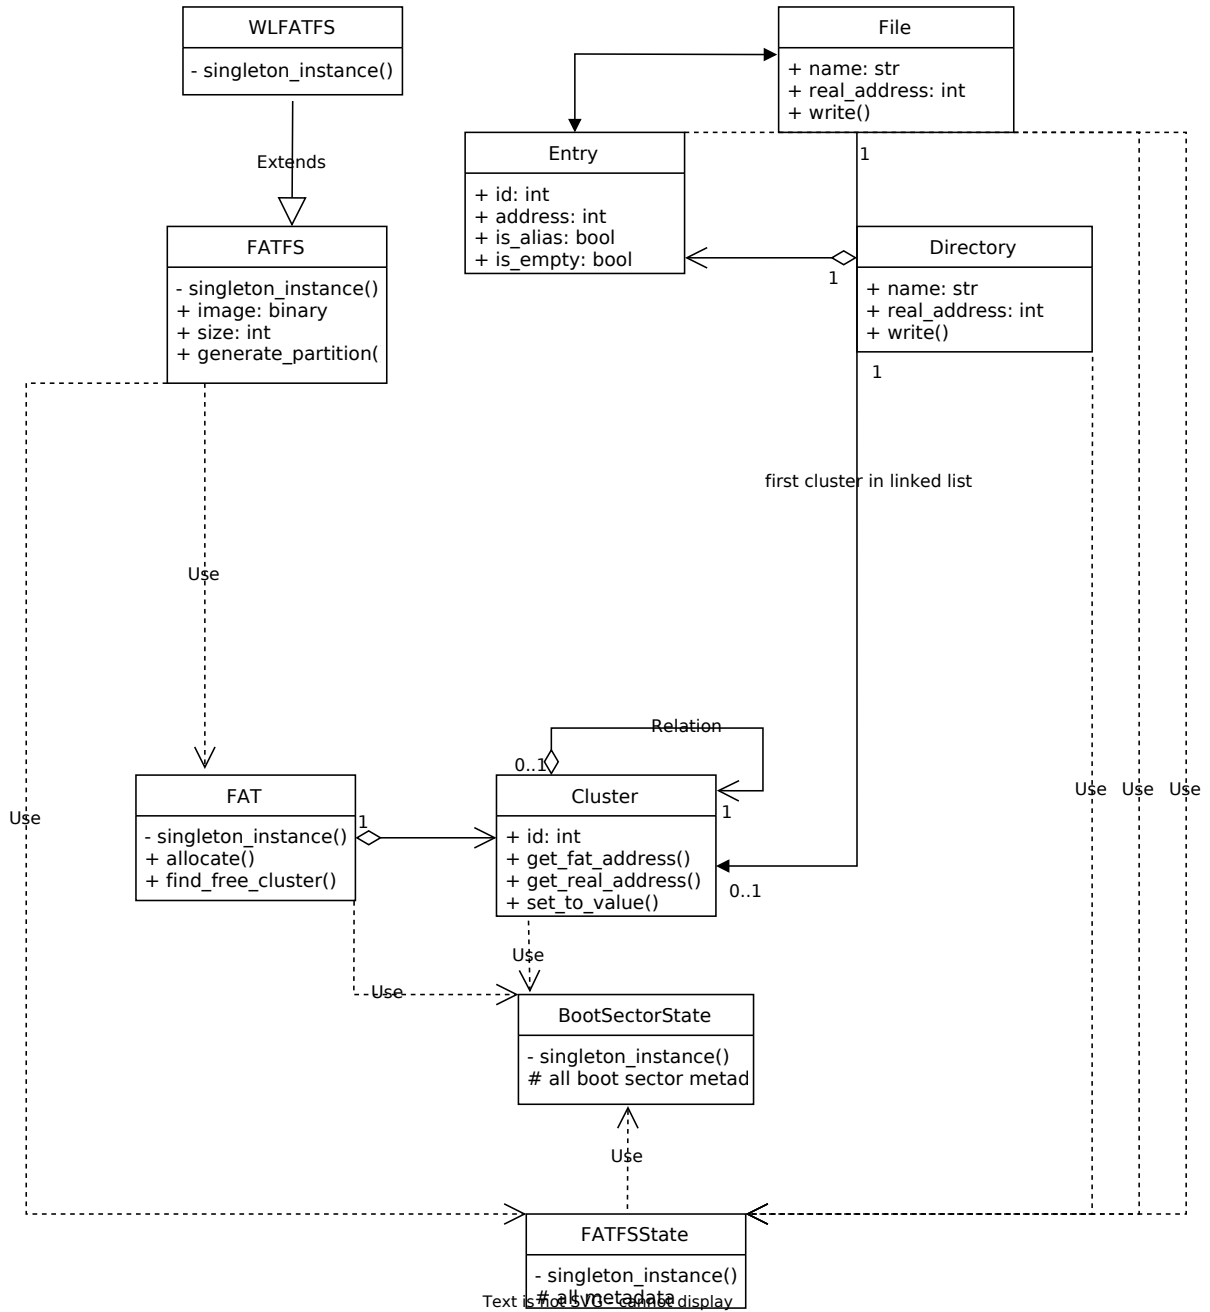 WLFATFS
- singleton_instance()
File
+ name: str
+ real_address: int
+ write()
Extends
Entry
+ id: int
+ address: int
+ is_alias: bool
+ is_empty: bool
1
FATFS
- singleton_instance()
+ image: binary
+ size: int
+ generate_partition(
Directory
+ name: str
+ real_address: int
+ write()
1
1
first cluster in linked list
Use
Relation
0..1
Use
Use
Use
Use
FAT
- singleton_instance()
+ allocate()
+ find_free_cluster()
1
Cluster
+ id: int
+ get_fat_address()
+ get_real_address()
+ set_to_value()
1
0..1
Use
Use
BootSectorState
- singleton_instance()
# all boot sector metad
Use
FATFSState
- singleton_instance()
# all metadata
Text is not SVG - cannot display